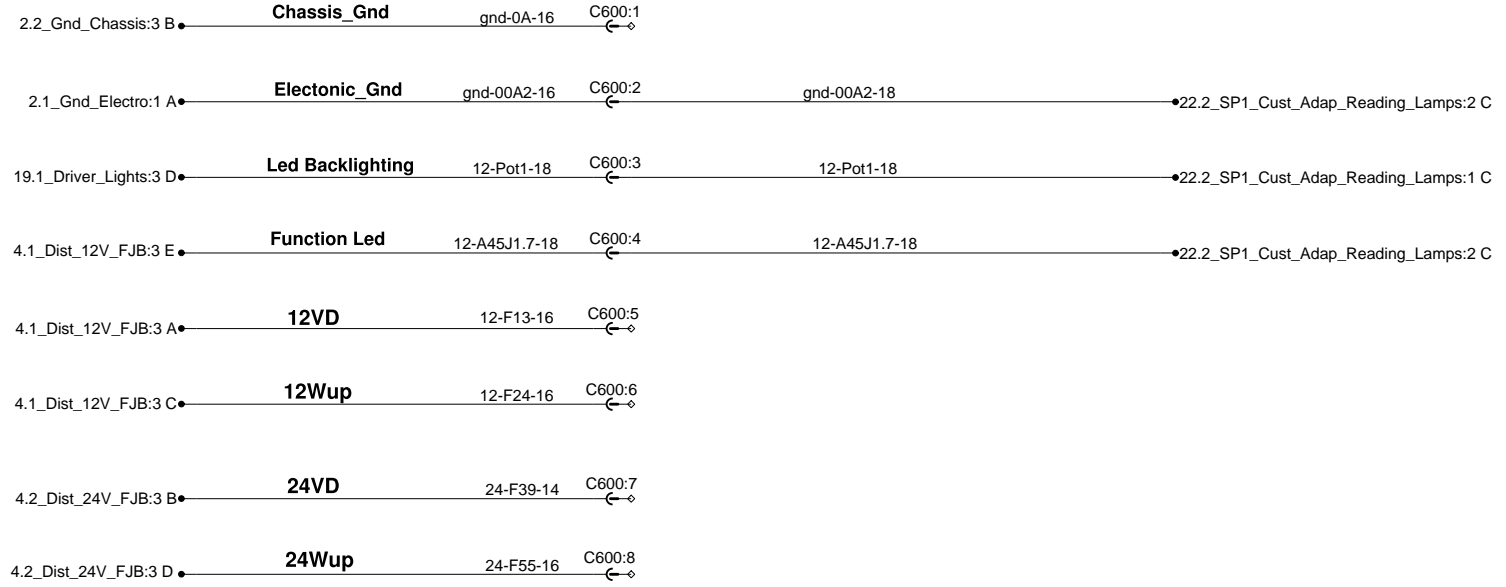 2.2_Gnd_Chassis:3 B Chassis_Gnd gnd-0A-16 C600:1
2.1_Gnd_Electro:1 A Electonic_Gnd gnd-00A2-16 C600:2 gnd-00A2-18 22.2_SP1_Cust_Adap_Reading_Lamps:2 C
19.1_Driver_Lights:3 D Led Backlighting 12-Pot1-18 C600:3 12-Pot1-18 22.2_SP1_Cust_Adap_Reading_Lamps:1 C
4.1_Dist_12V_FJB:3 E Function Led 12-A45J1.7-18 C600:4 12-A45J1.7-18 22.2_SP1_Cust_Adap_Reading_Lamps:2 C
4.1_Dist_12V_FJB:3 A 12VD 12-F13-16 C600:5
4.1_Dist_12V_FJB:3 C 12Wup 12-F24-16 C600:6
4.2_Dist_24V_FJB:3 B 24VD 24-F39-14 C600:7
4.2_Dist_24V_FJB:3 D 24Wup 24-F55-16 C600:8